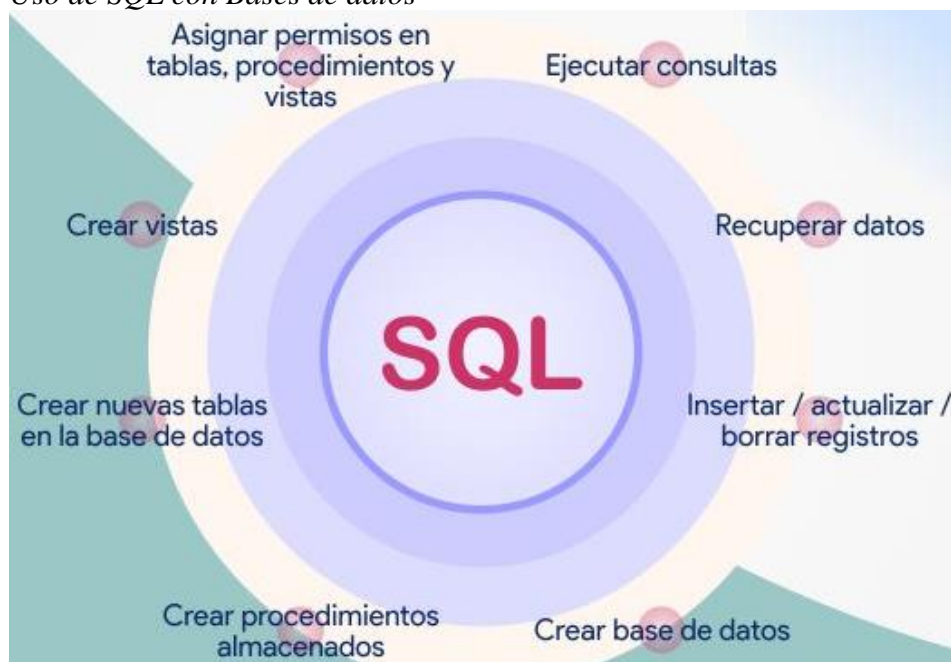 Uso de SQL con Bases de datos
Asignar permisos en
tablas, procedimientos y
vistas
Ejecutar consultas
Crear vistas
Recuperar datos
SQL
Crear nuevas tablas
en la base de datos
Insertar / actualizar /
borrar registros
Crear procedimientos
almacenados
Crear base de datos